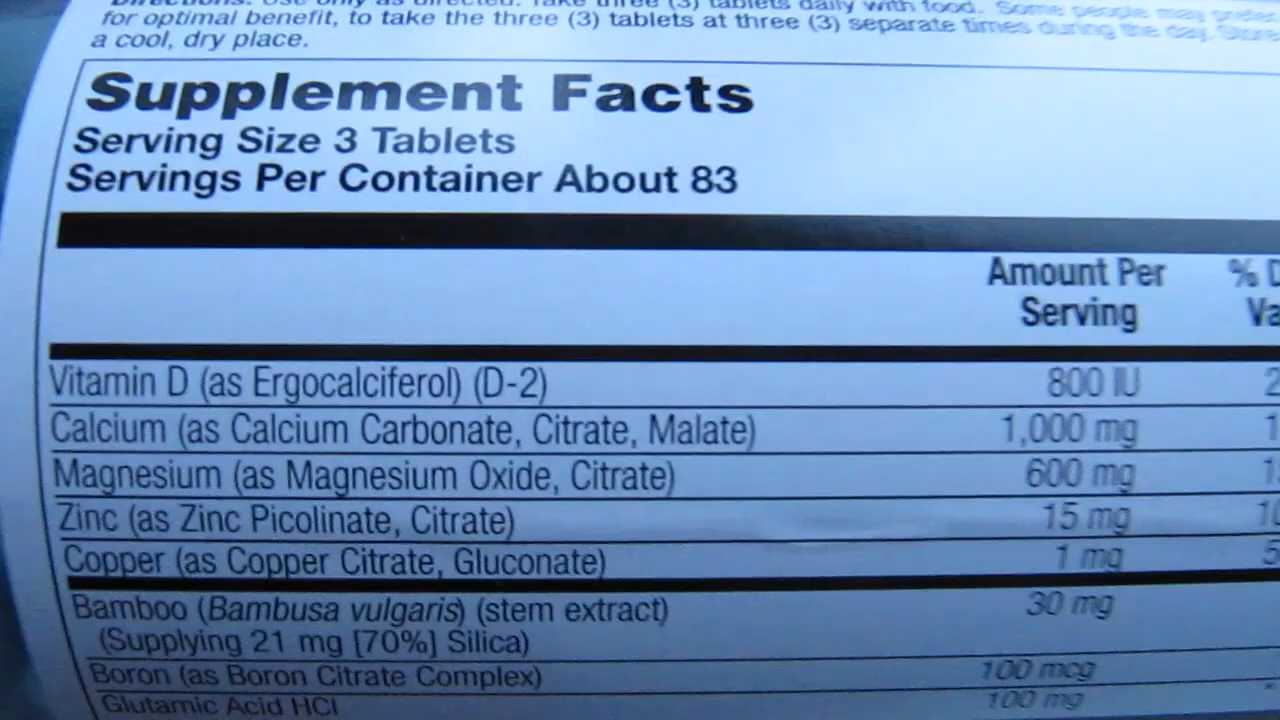 Directions: Use only as directed. Take three (3) tablets daily with food. Some people may prefer,
for optimal benefit, to take the three (3) tablets at three (3) separate times during the day. Store
a cool, dry place.
Supplement Facts
Serving Size 3 Tablets
Servings Per Container About 83
Amount Per % D
Serving Va
Vitamin D (as Ergocalciferol) (D-2) 800 IU 2
Calcium (as Calcium Carbonate, Citrate, Malate) 1,000 mg 1
Magnesium (as Magnesium Oxide, Citrate) 600 mg 1
Zinc (as Zinc Picolinate, Citrate) 15 mg 10
Copper (as Copper Citrate, Gluconate) 1 mg 5
Bamboo (Bambusa vulgaris) (stem extract) 30 mg
(Supplying 21 mg [70%] Silica)
Boron (as Boron Citrate Complex) 100 mcg
Glutamic Acid HCl 100 mg